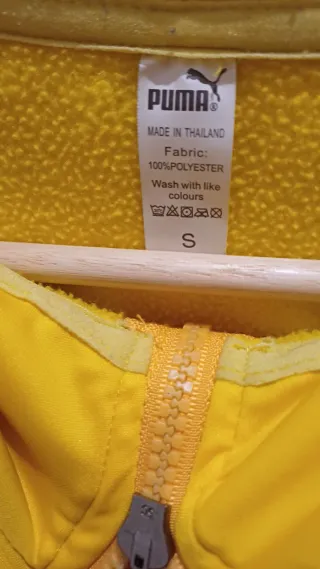 PUMA®
MADE IN THAILAND
Fabric:
100%POLYESTER
Wash with like
colours
S